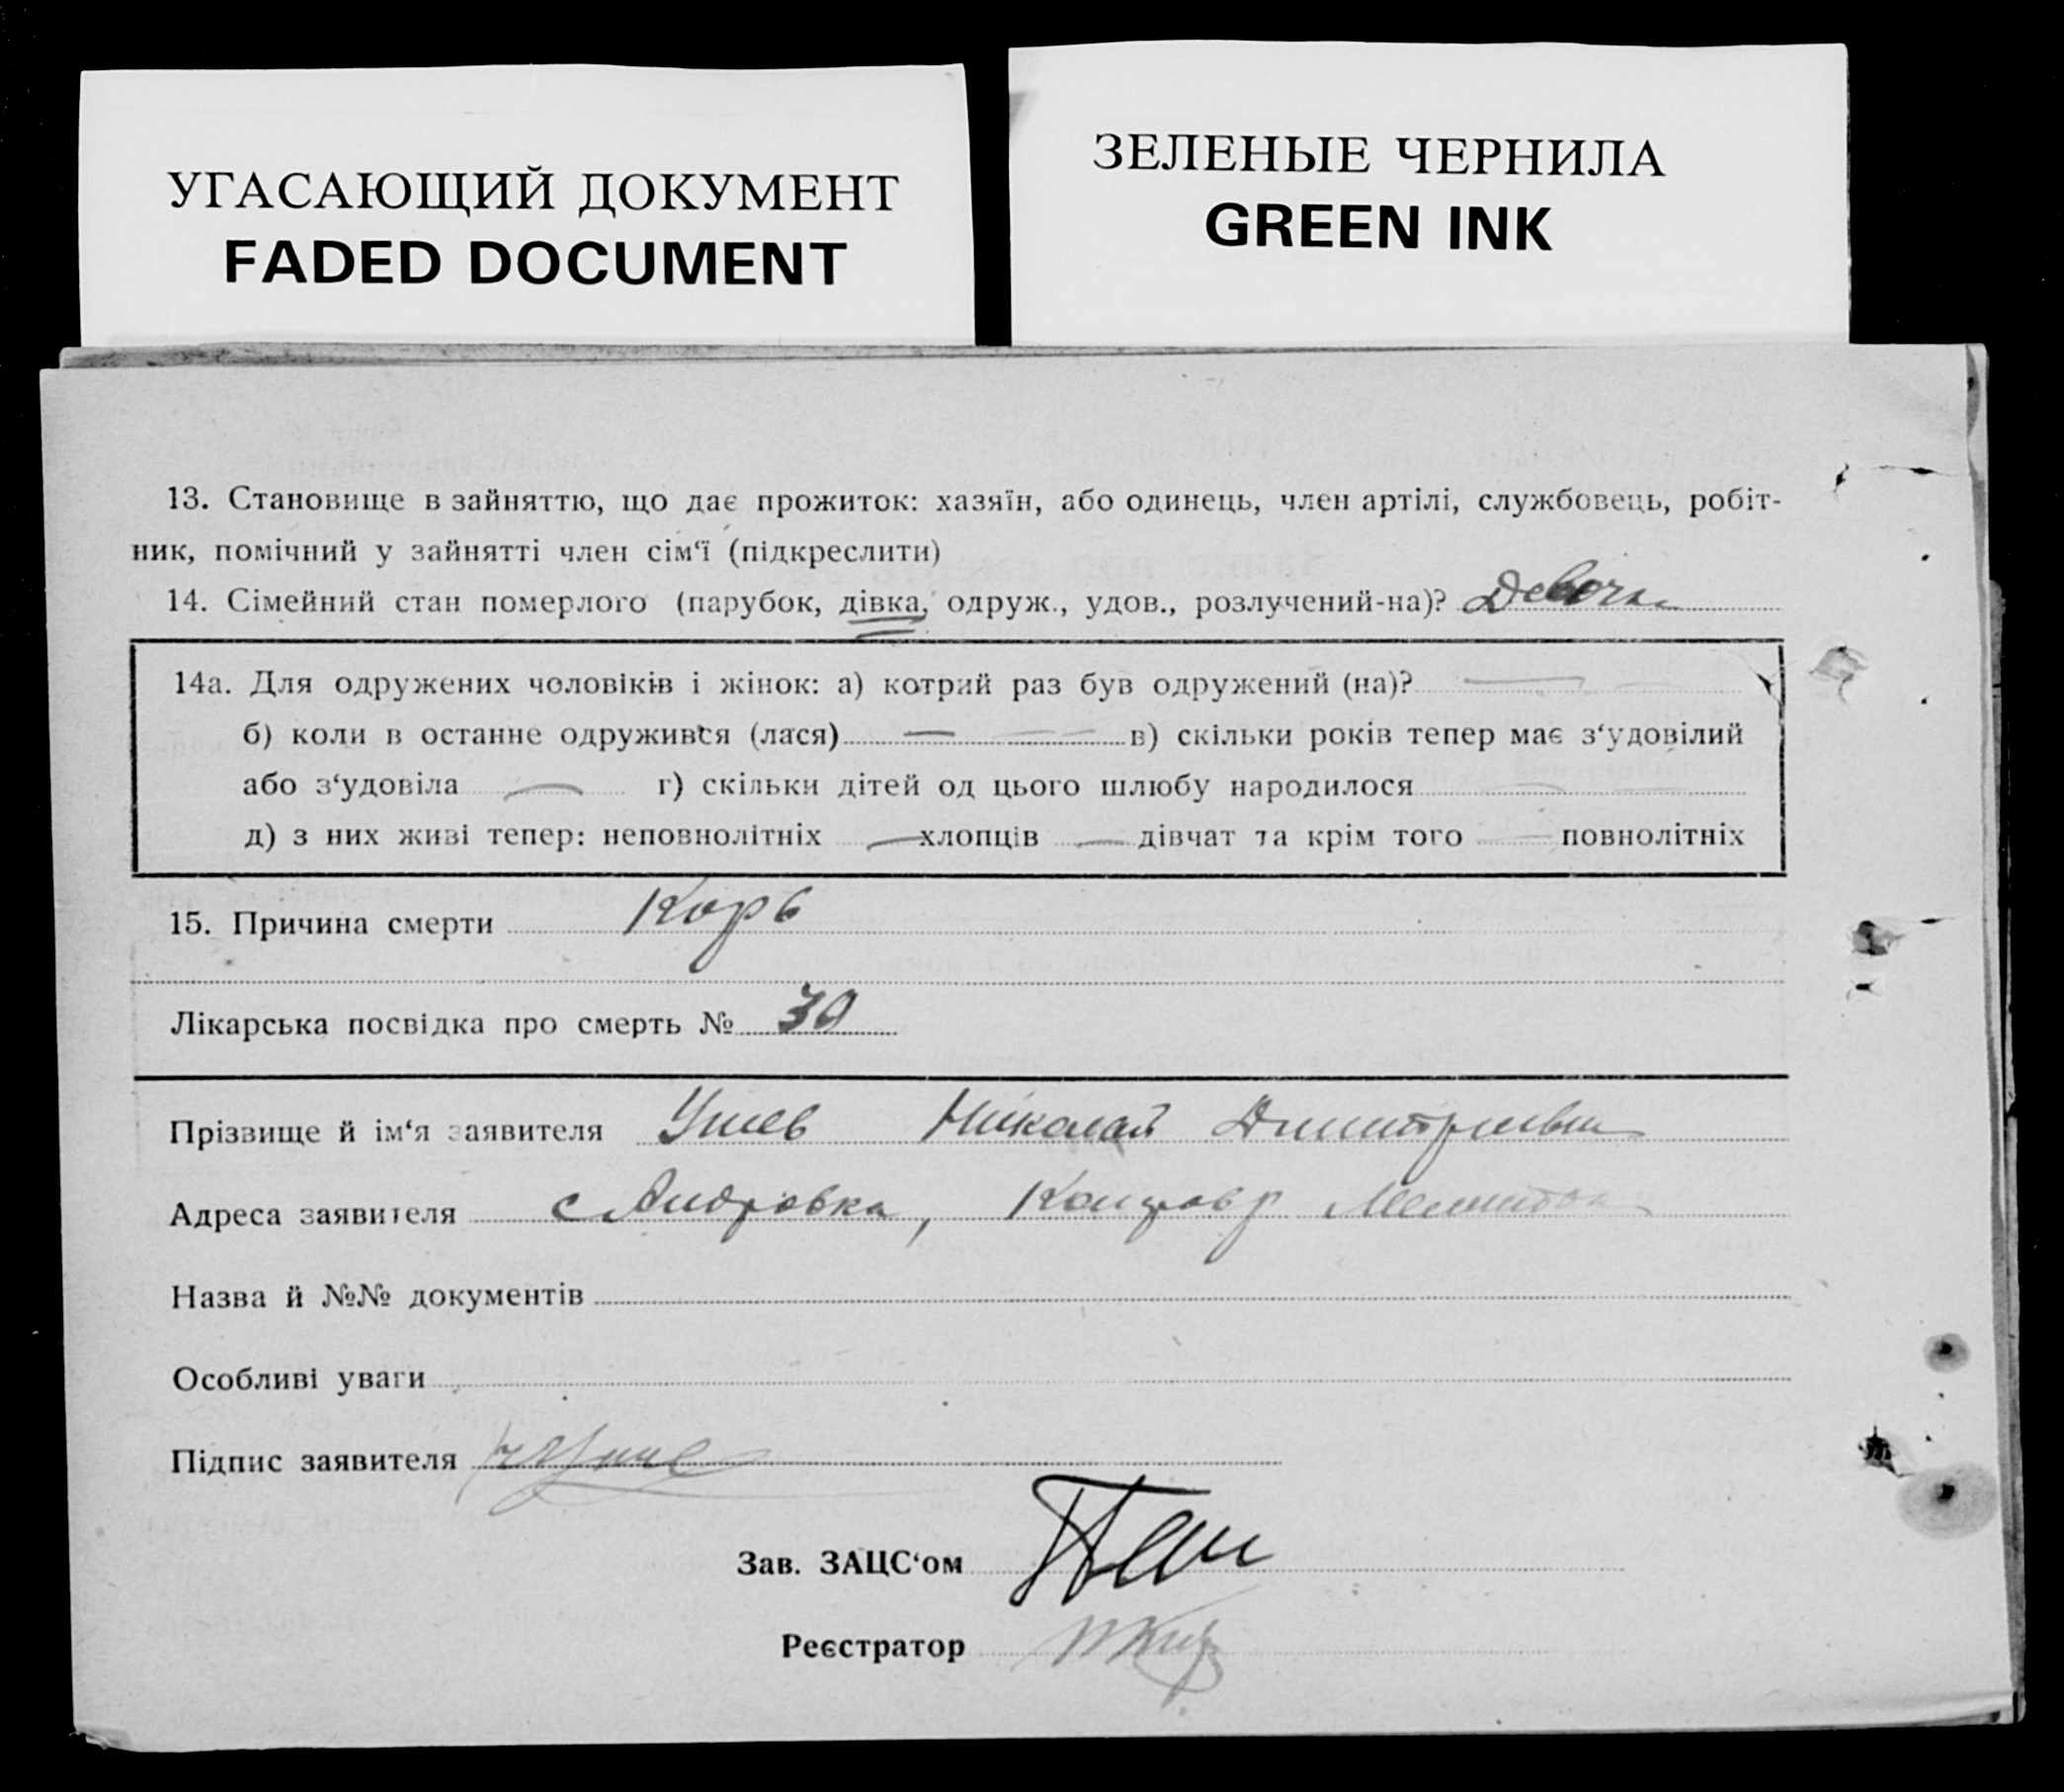 УГАСАЮЩИЙ ДОКУМЕНТ
FADED DOCUMENT
ЗЕЛЕНЫЕ ЧЕРНИЛА
GREEN INK
13. Становище в зайняттю, що дає прожиток: хазяїн, або одинець, член артілі, службовець, робіт-
ник, помічний у зайнятті член сім‘ї (підкреслити)
14. Сімейний стан померлого (парубок, дівка, одруж., удов., розлучений-на)? Девочка
14а. Для одружених чоловіків і жінок: а) котрий раз був одружений (на)? —
б) коли в останне одружився (лася) — в) скільки років тепер має з‘удовілий
або з‘удовіла — г) скільки дітей од цього шлюбу народилося —
д) з них живі тепер: неповнолітніх — хлопців — дівчат та крім того — повнолітніх
15. Причина смерти Корь
Лікарська посвідка про смерть № 30
Прізвище й ім‘я заявителя Николай Дмитриевич
Адреса заявителя с Андровка,
Назва й №№ документів
Особливі уваги
Підпис заявителя
Зав. ЗАЦС‘ом
Реєстратор